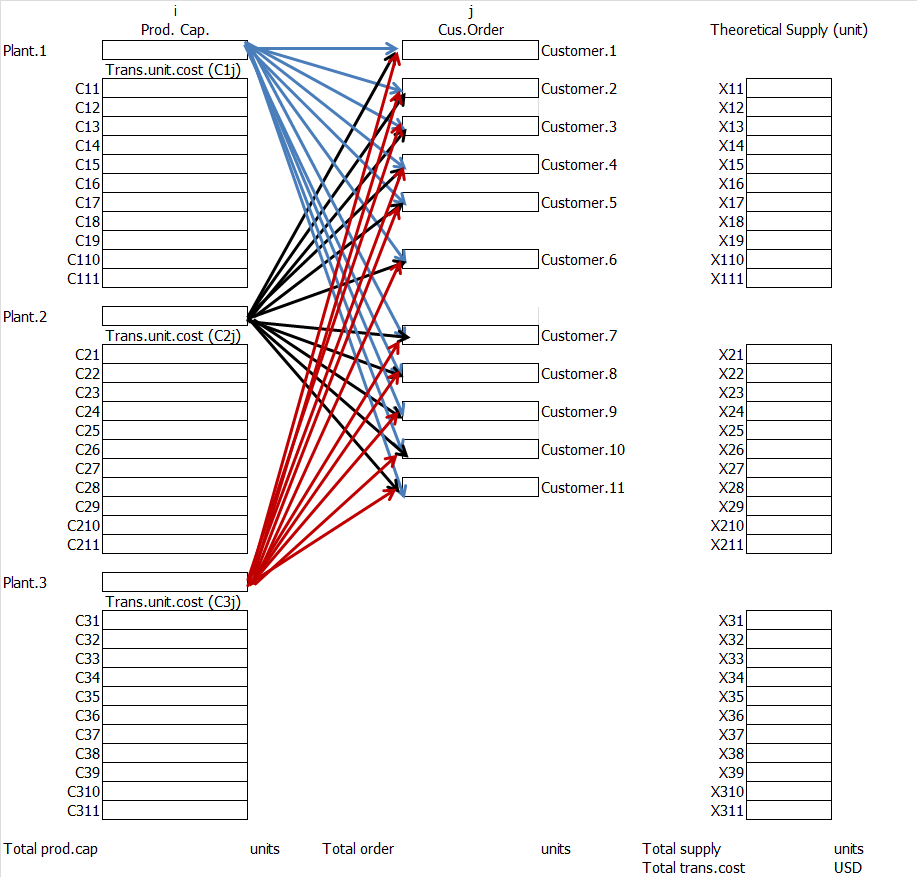 i j
Prod. Cap. Cus.Order Theoretical Supply (unit)
Plant.1 Customer.1
Trans.unit.cost (C1j)
C11 Customer.2 X11
C12 X12
C13 Customer.3 X13
C14 X14
C15 Customer.4 X15
C16 X16
C17 Customer.5 X17
C18 X18
C19 X19
C110 Customer.6 X110
C111 X111
Plant.2
Trans.unit.cost (C2j) Customer.7
C21 X21
C22 Customer.8 X22
C23 X23
C24 Customer.9 X24
C25 X25
C26 Customer.10 X26
C27 X27
C28 Customer.11 X28
C29 X29
C210 X210
C211 X211
Plant.3
Trans.unit.cost (C3j)
C31 X31
C32 X32
C33 X33
C34 X34
C35 X35
C36 X36
C37 X37
C38 X38
C39 X39
C310 X310
C311 X311
Total prod.cap units Total order units Total supply units
Total trans.cost USD